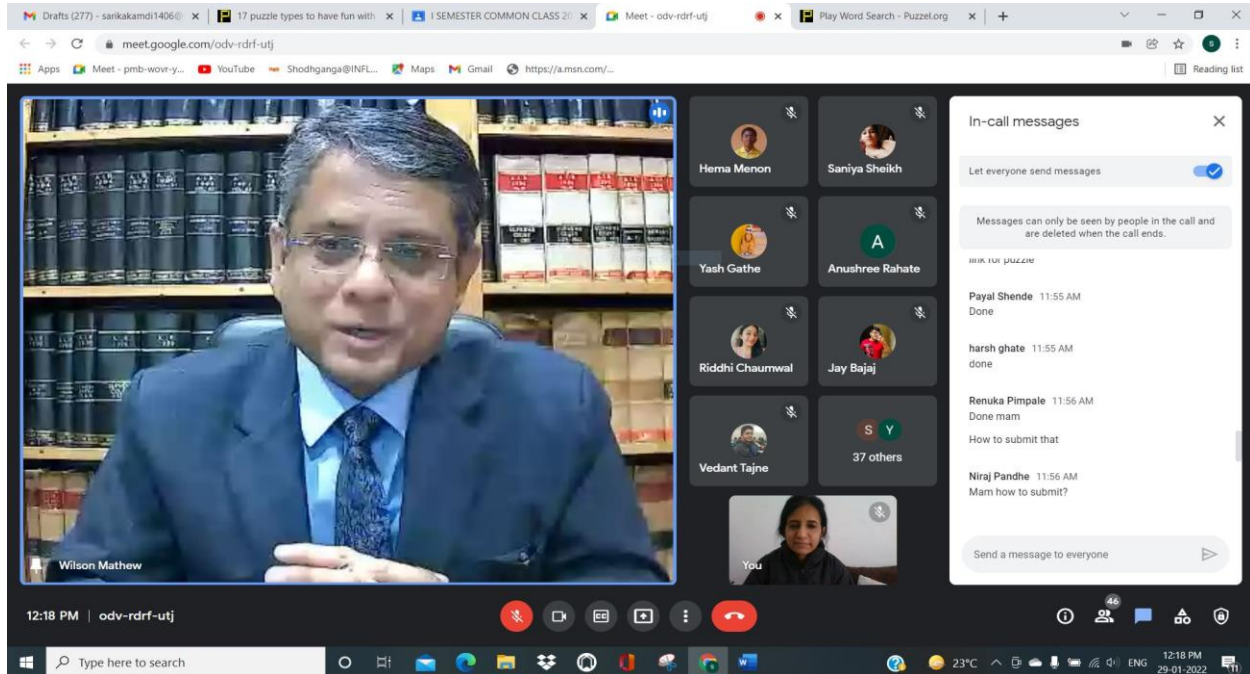 Drafts (277) - sarikakamdi1406@
17 puzzle types to have fun with
I SEMESTER COMMON CLASS 20
Meet - odv-rdrf-utj
Play Word Search - Puzzel.org
meet.google.com/odv-rdrf-utj
S
Apps
Meet - pmb-wovr-y...
YouTube
Shodhganga@INFL...
Maps
Gmail
https://a.msn.com/...
Reading list
Wilson Mathew
Hema Menon
Saniya Sheikh
Yash Gathe
A
Anushree Rahate
Riddhi Chaumwal
Jay Bajaj
Vedant Tajne
S Y
37 others
You
In-call messages
Let everyone send messages
Messages can only be seen by people in the call and
are deleted when the call ends.
link for puzzle
Payal Shende 11:55 AM
Done
harsh ghate 11:55 AM
done
Renuka Pimpale 11:56 AM
Done mam
How to submit that
Niraj Pandhe 11:56 AM
Mam how to submit?
Send a message to everyone
12:18 PM | odv-rdrf-utj
CC
46
Type here to search
23°C
ENG
12:18 PM
29-01-2022